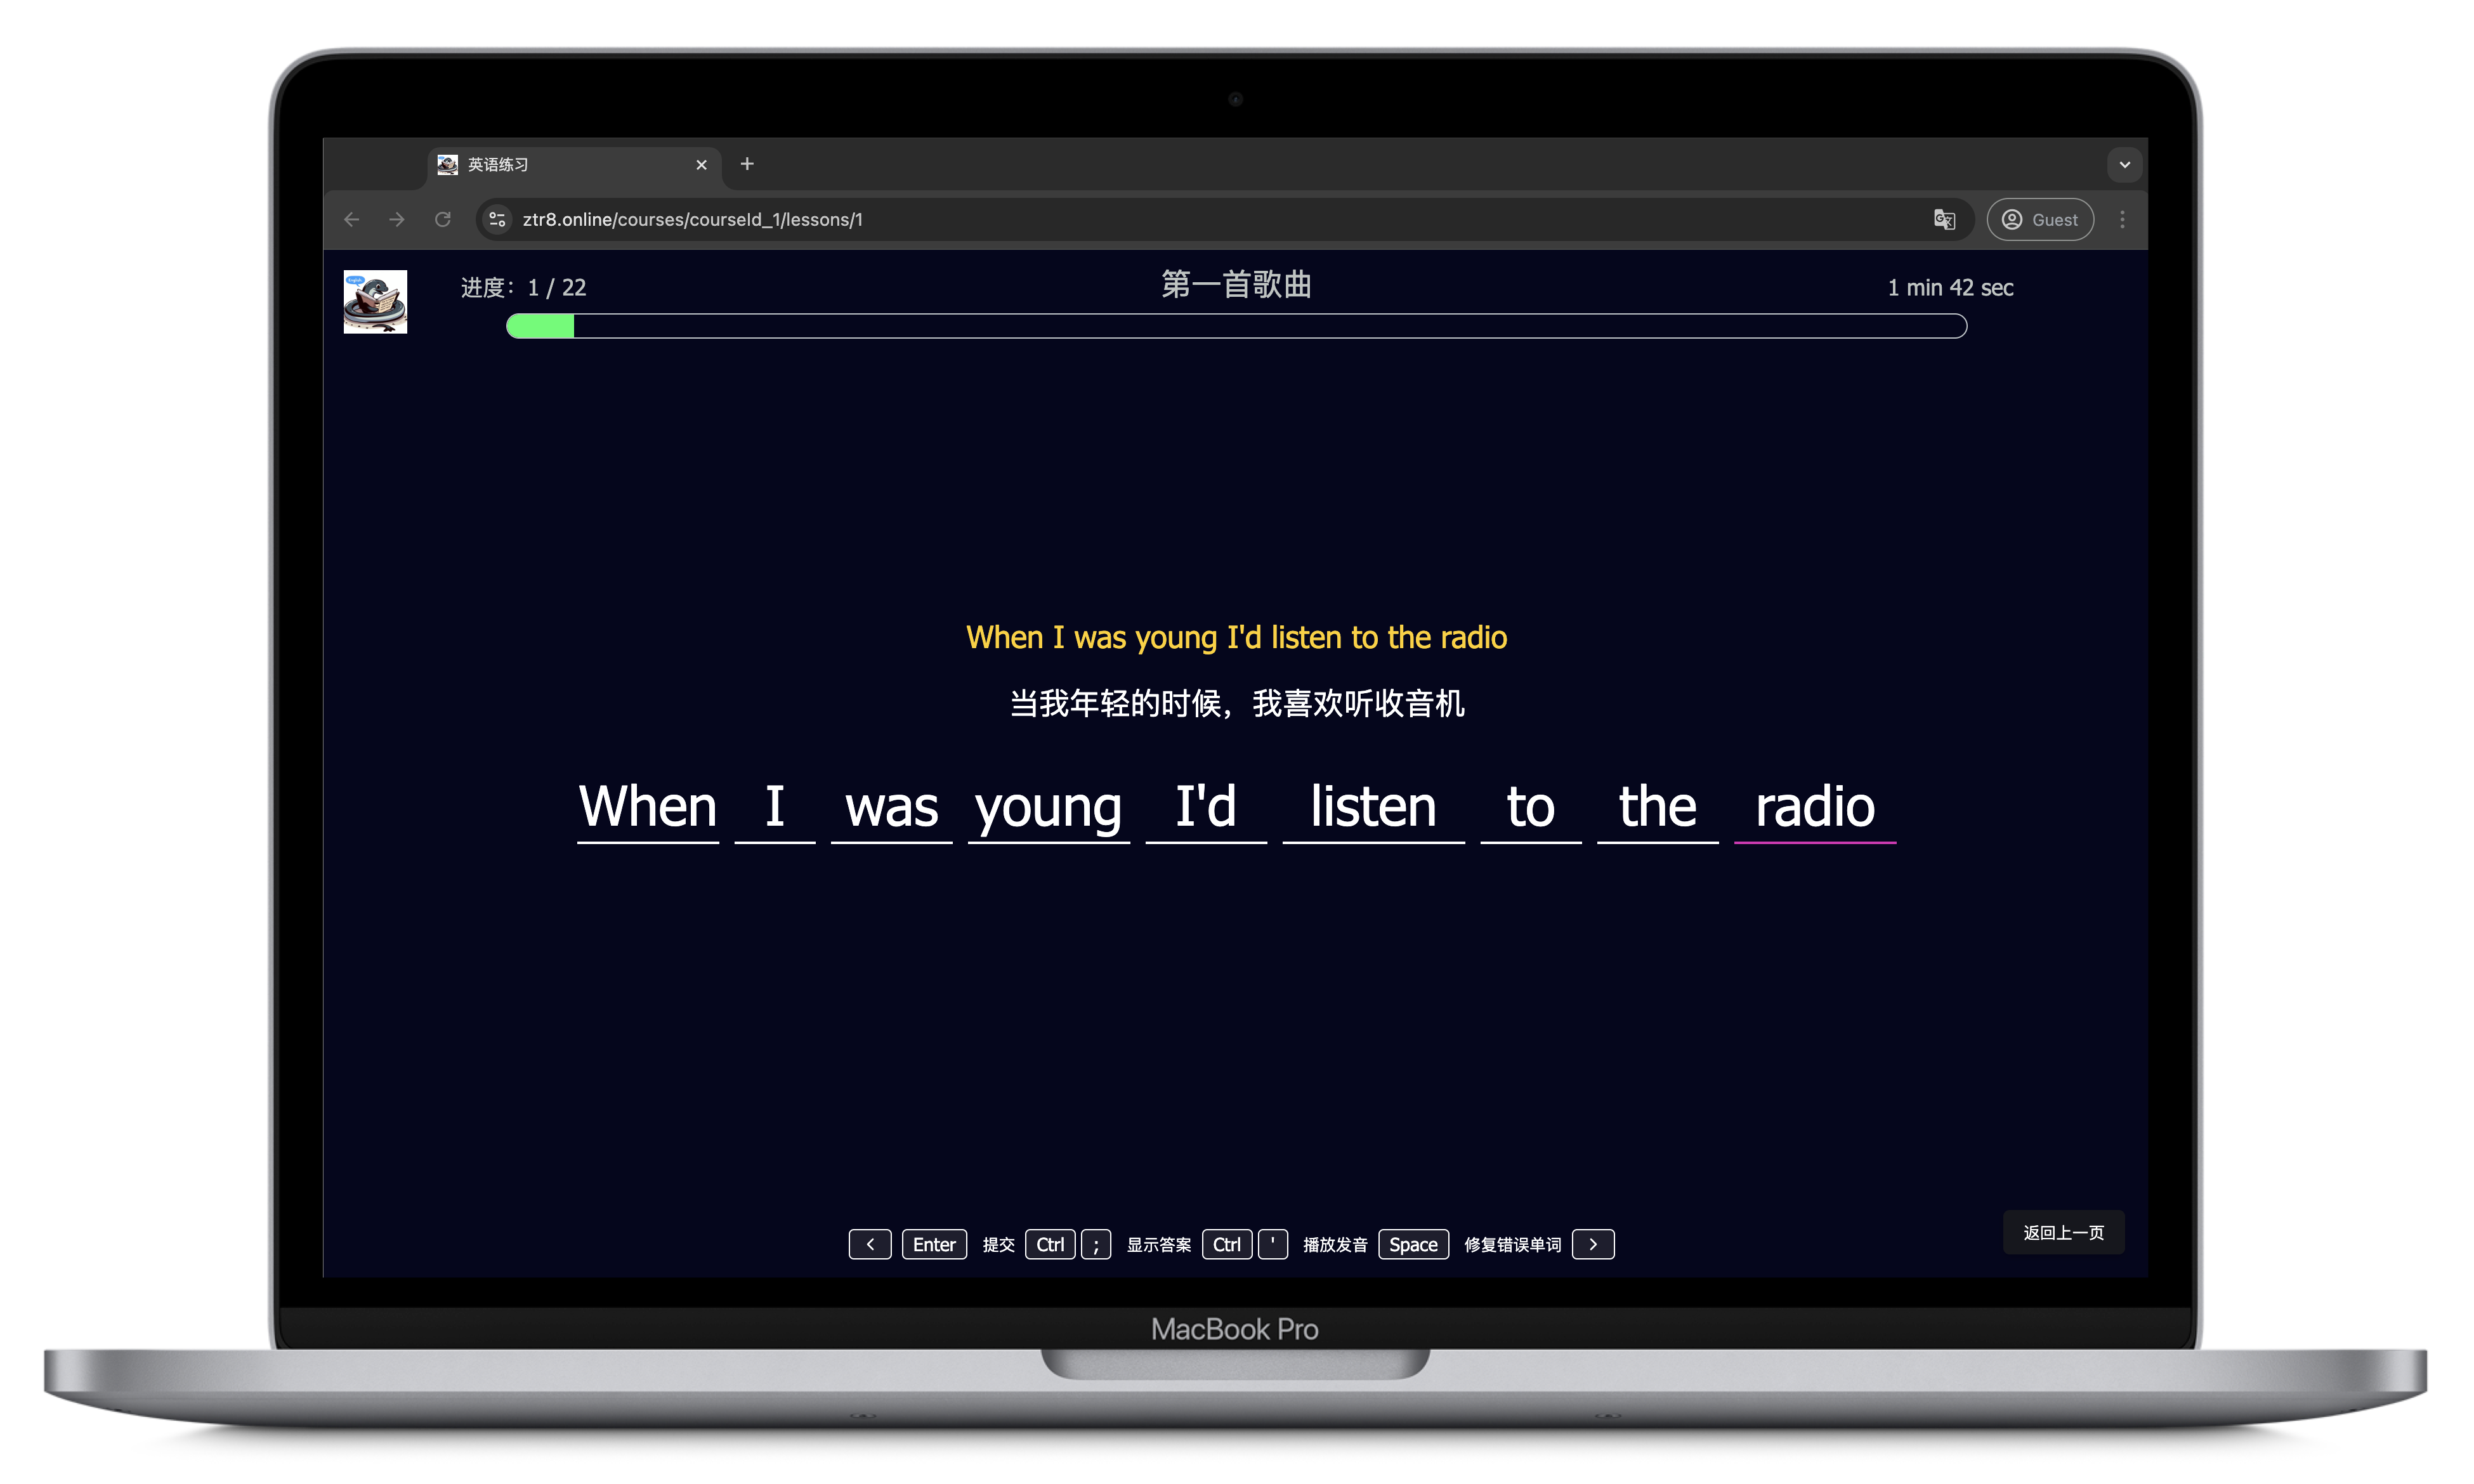 英语练习
ztr8.online/courses/courseId_1/lessons/1
Guest
进度：1 / 22
第一首歌曲
1 min 42 sec
When I was young I'd listen to the radio
当我年轻的时候，我喜欢听收音机
When I was young I'd listen to the radio
Enter 提交 Ctrl ; 显示答案 Ctrl ' 播放发音 Space 修复错误单词
返回上一页
MacBook Pro